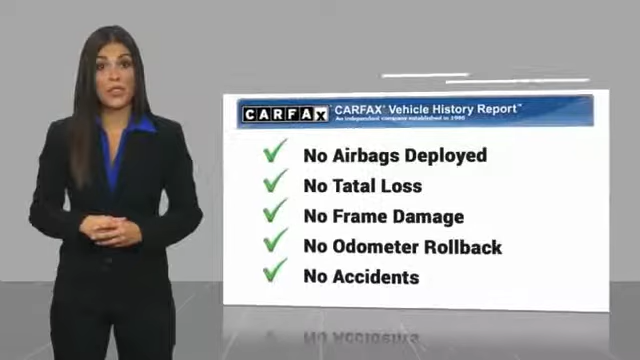 CARFAX CARFAX Vehicle History Report™
An independent company established in 1986
No Airbags Deployed
No Tatal Loss
No Frame Damage
No Odometer Rollback
No Accidents